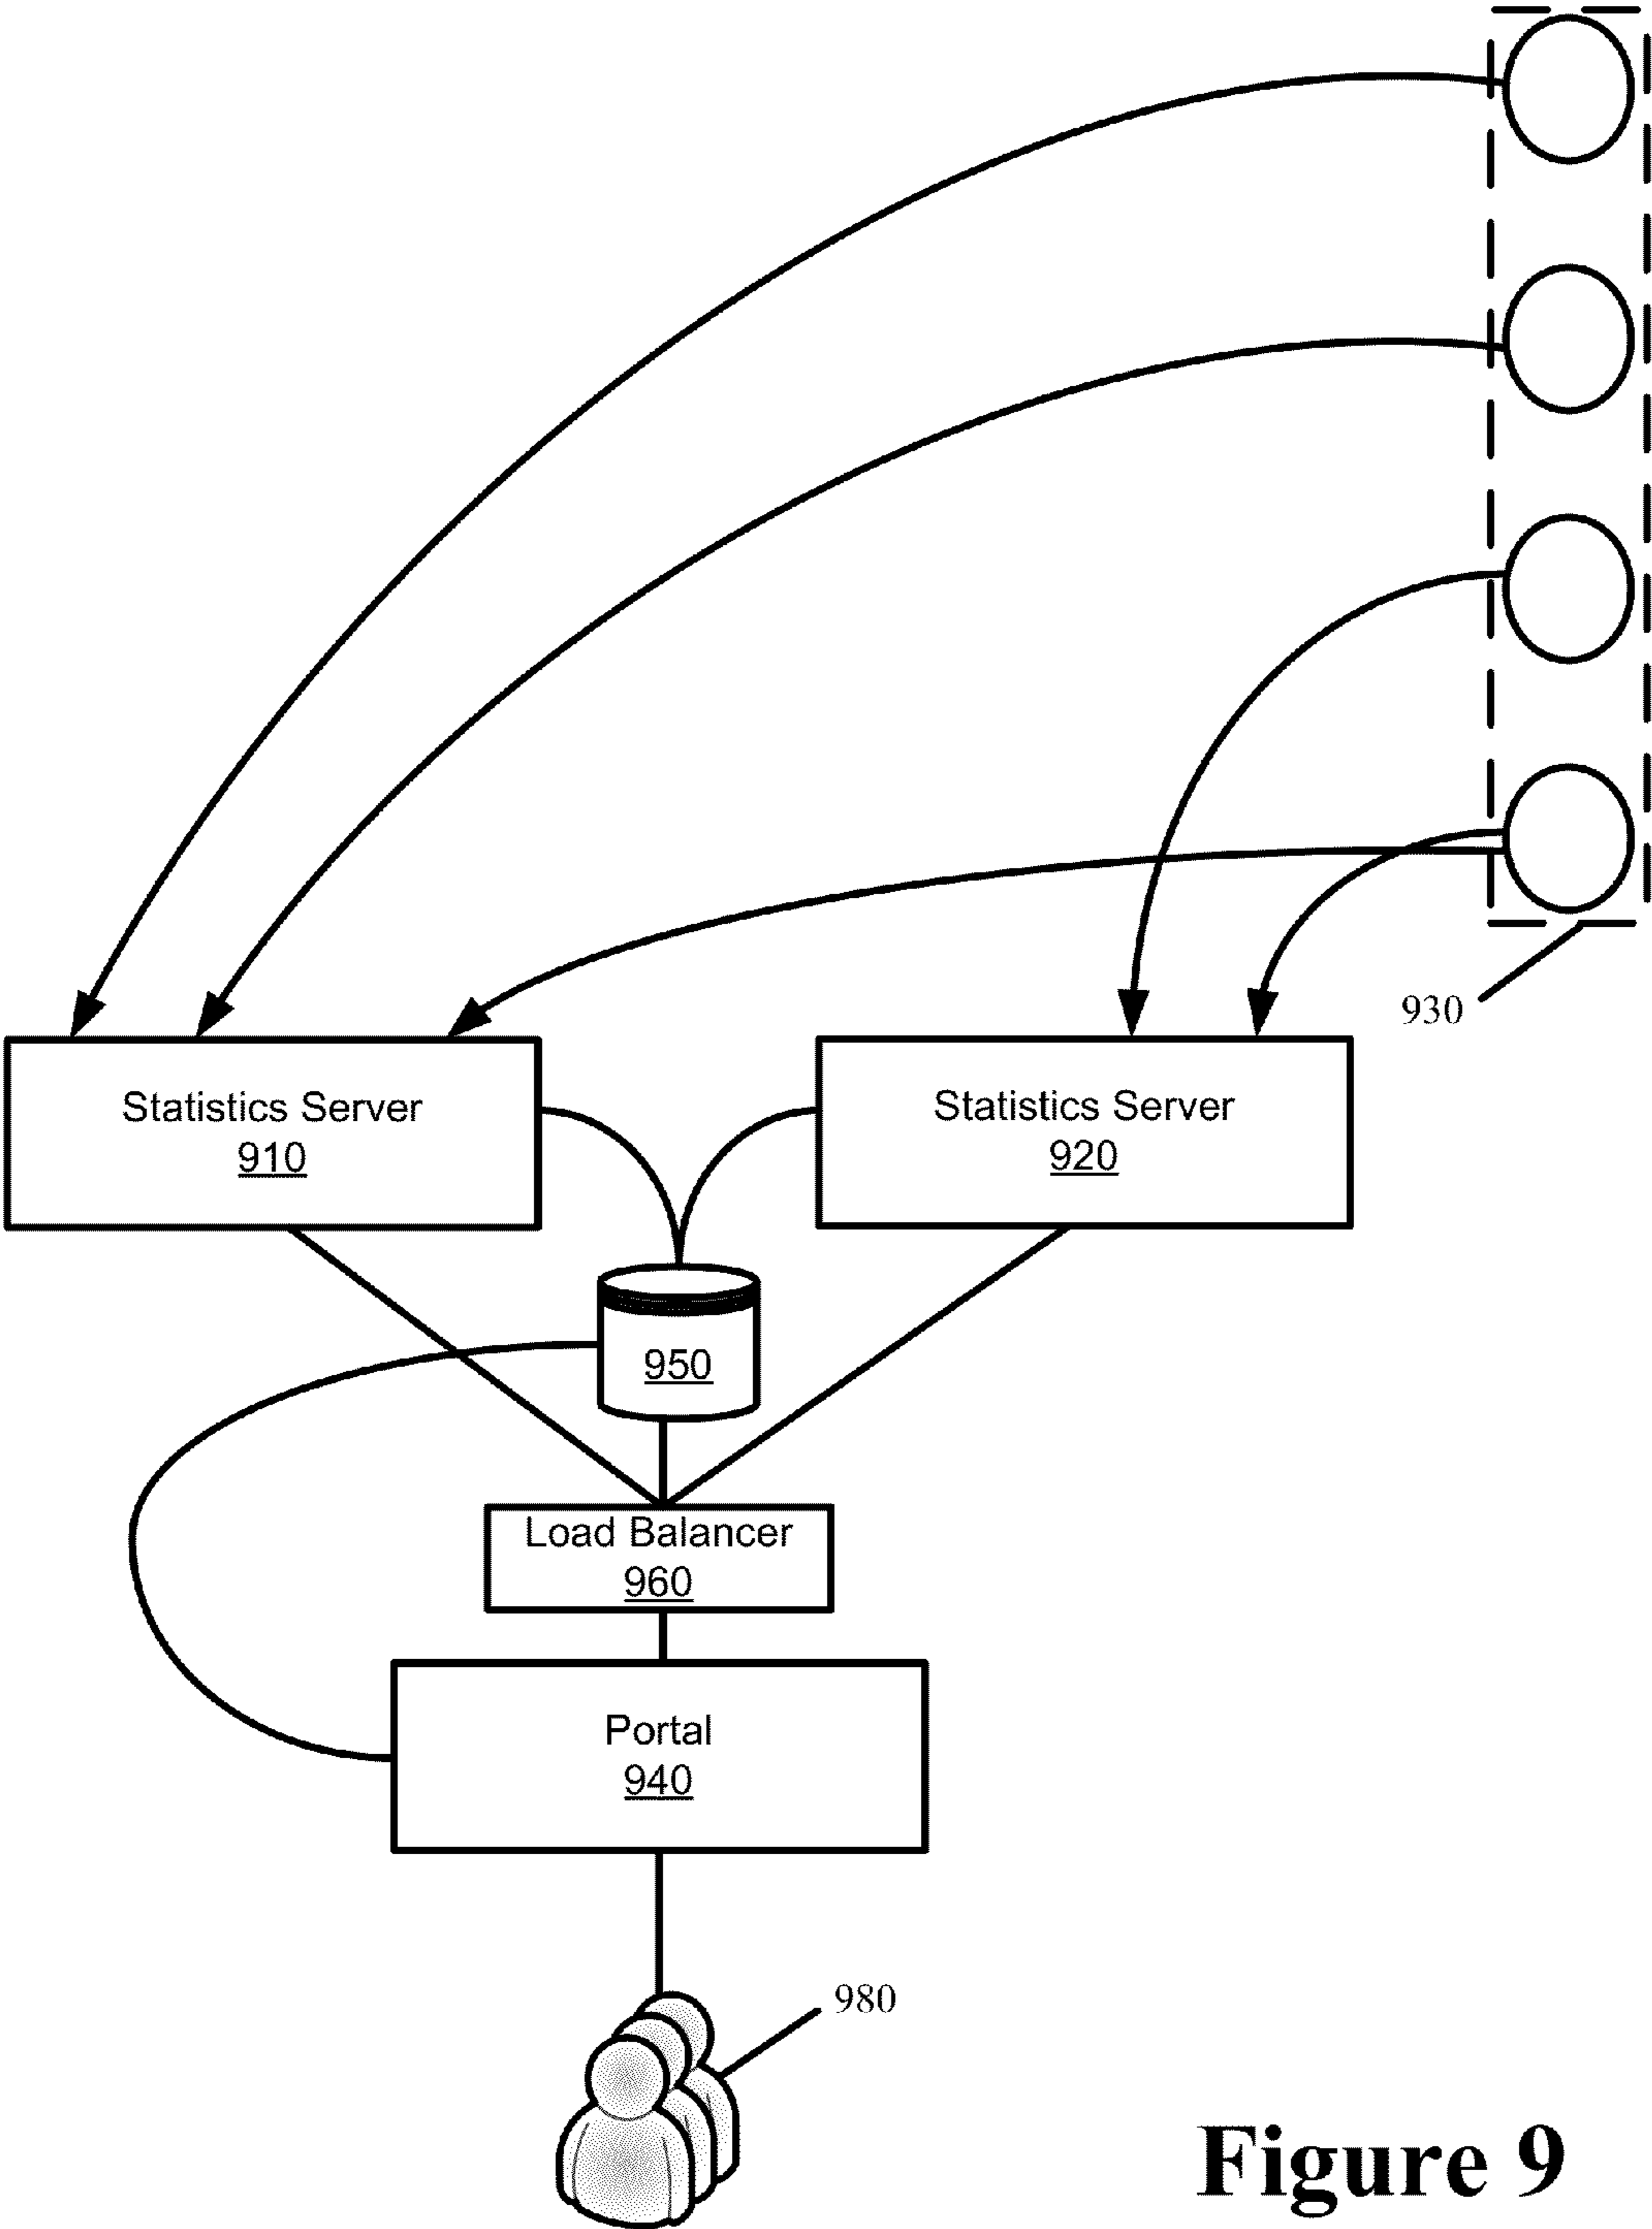 930
Statistics Server
910
Statistics Server
920
950
Load Balancer
960
Portal
940
980
Figure 9